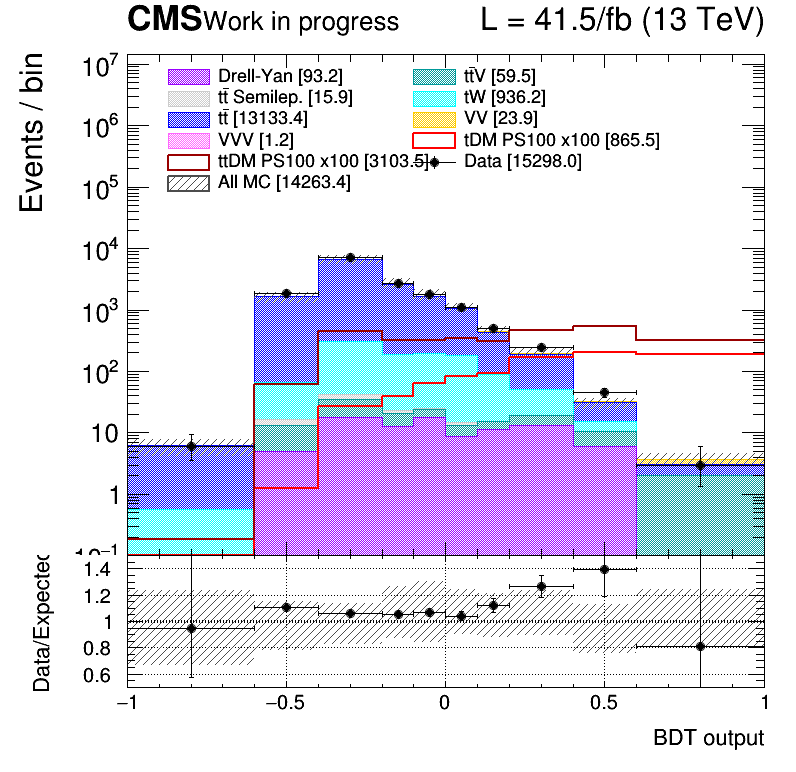 CMS Work in progress L = 41.5/fb (13 TeV)
Events / bin
10⁷
10⁶
10⁵
10⁴
10³
10²
10
1
10⁻¹
Drell-Yan [93.2] tt̄V [59.5]
tt̄ Semilep. [15.9] tW [936.2]
tt̄ [13133.4] VV [23.9]
VVV [1.2] tDM PS100 x100 [865.5]
ttDM PS100 x100 [3103.5] Data [15298.0]
All MC [14263.4]
Data/Expected
1.4
1.2
1
0.8
0.6
−1 −0.5 0 0.5 1
BDT output